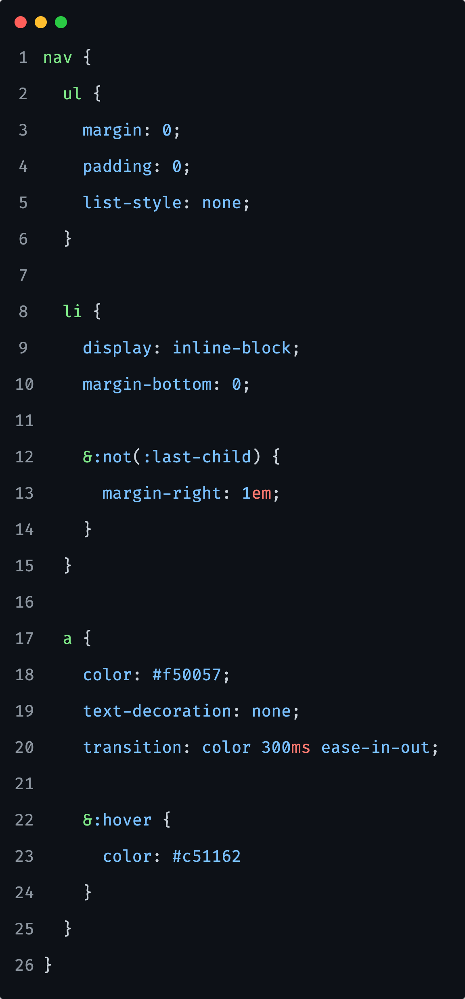 1 nav {
2   ul {
3     margin: 0;
4     padding: 0;
5     list-style: none;
6   }
7
8   li {
9     display: inline-block;
10     margin-bottom: 0;
11
12     &:not(:last-child) {
13       margin-right: 1em;
14     }
15   }
16
17   a {
18     color: #f50057;
19     text-decoration: none;
20     transition: color 300ms ease-in-out;
21
22     &:hover {
23       color: #c51162
24     }
25   }
26 }